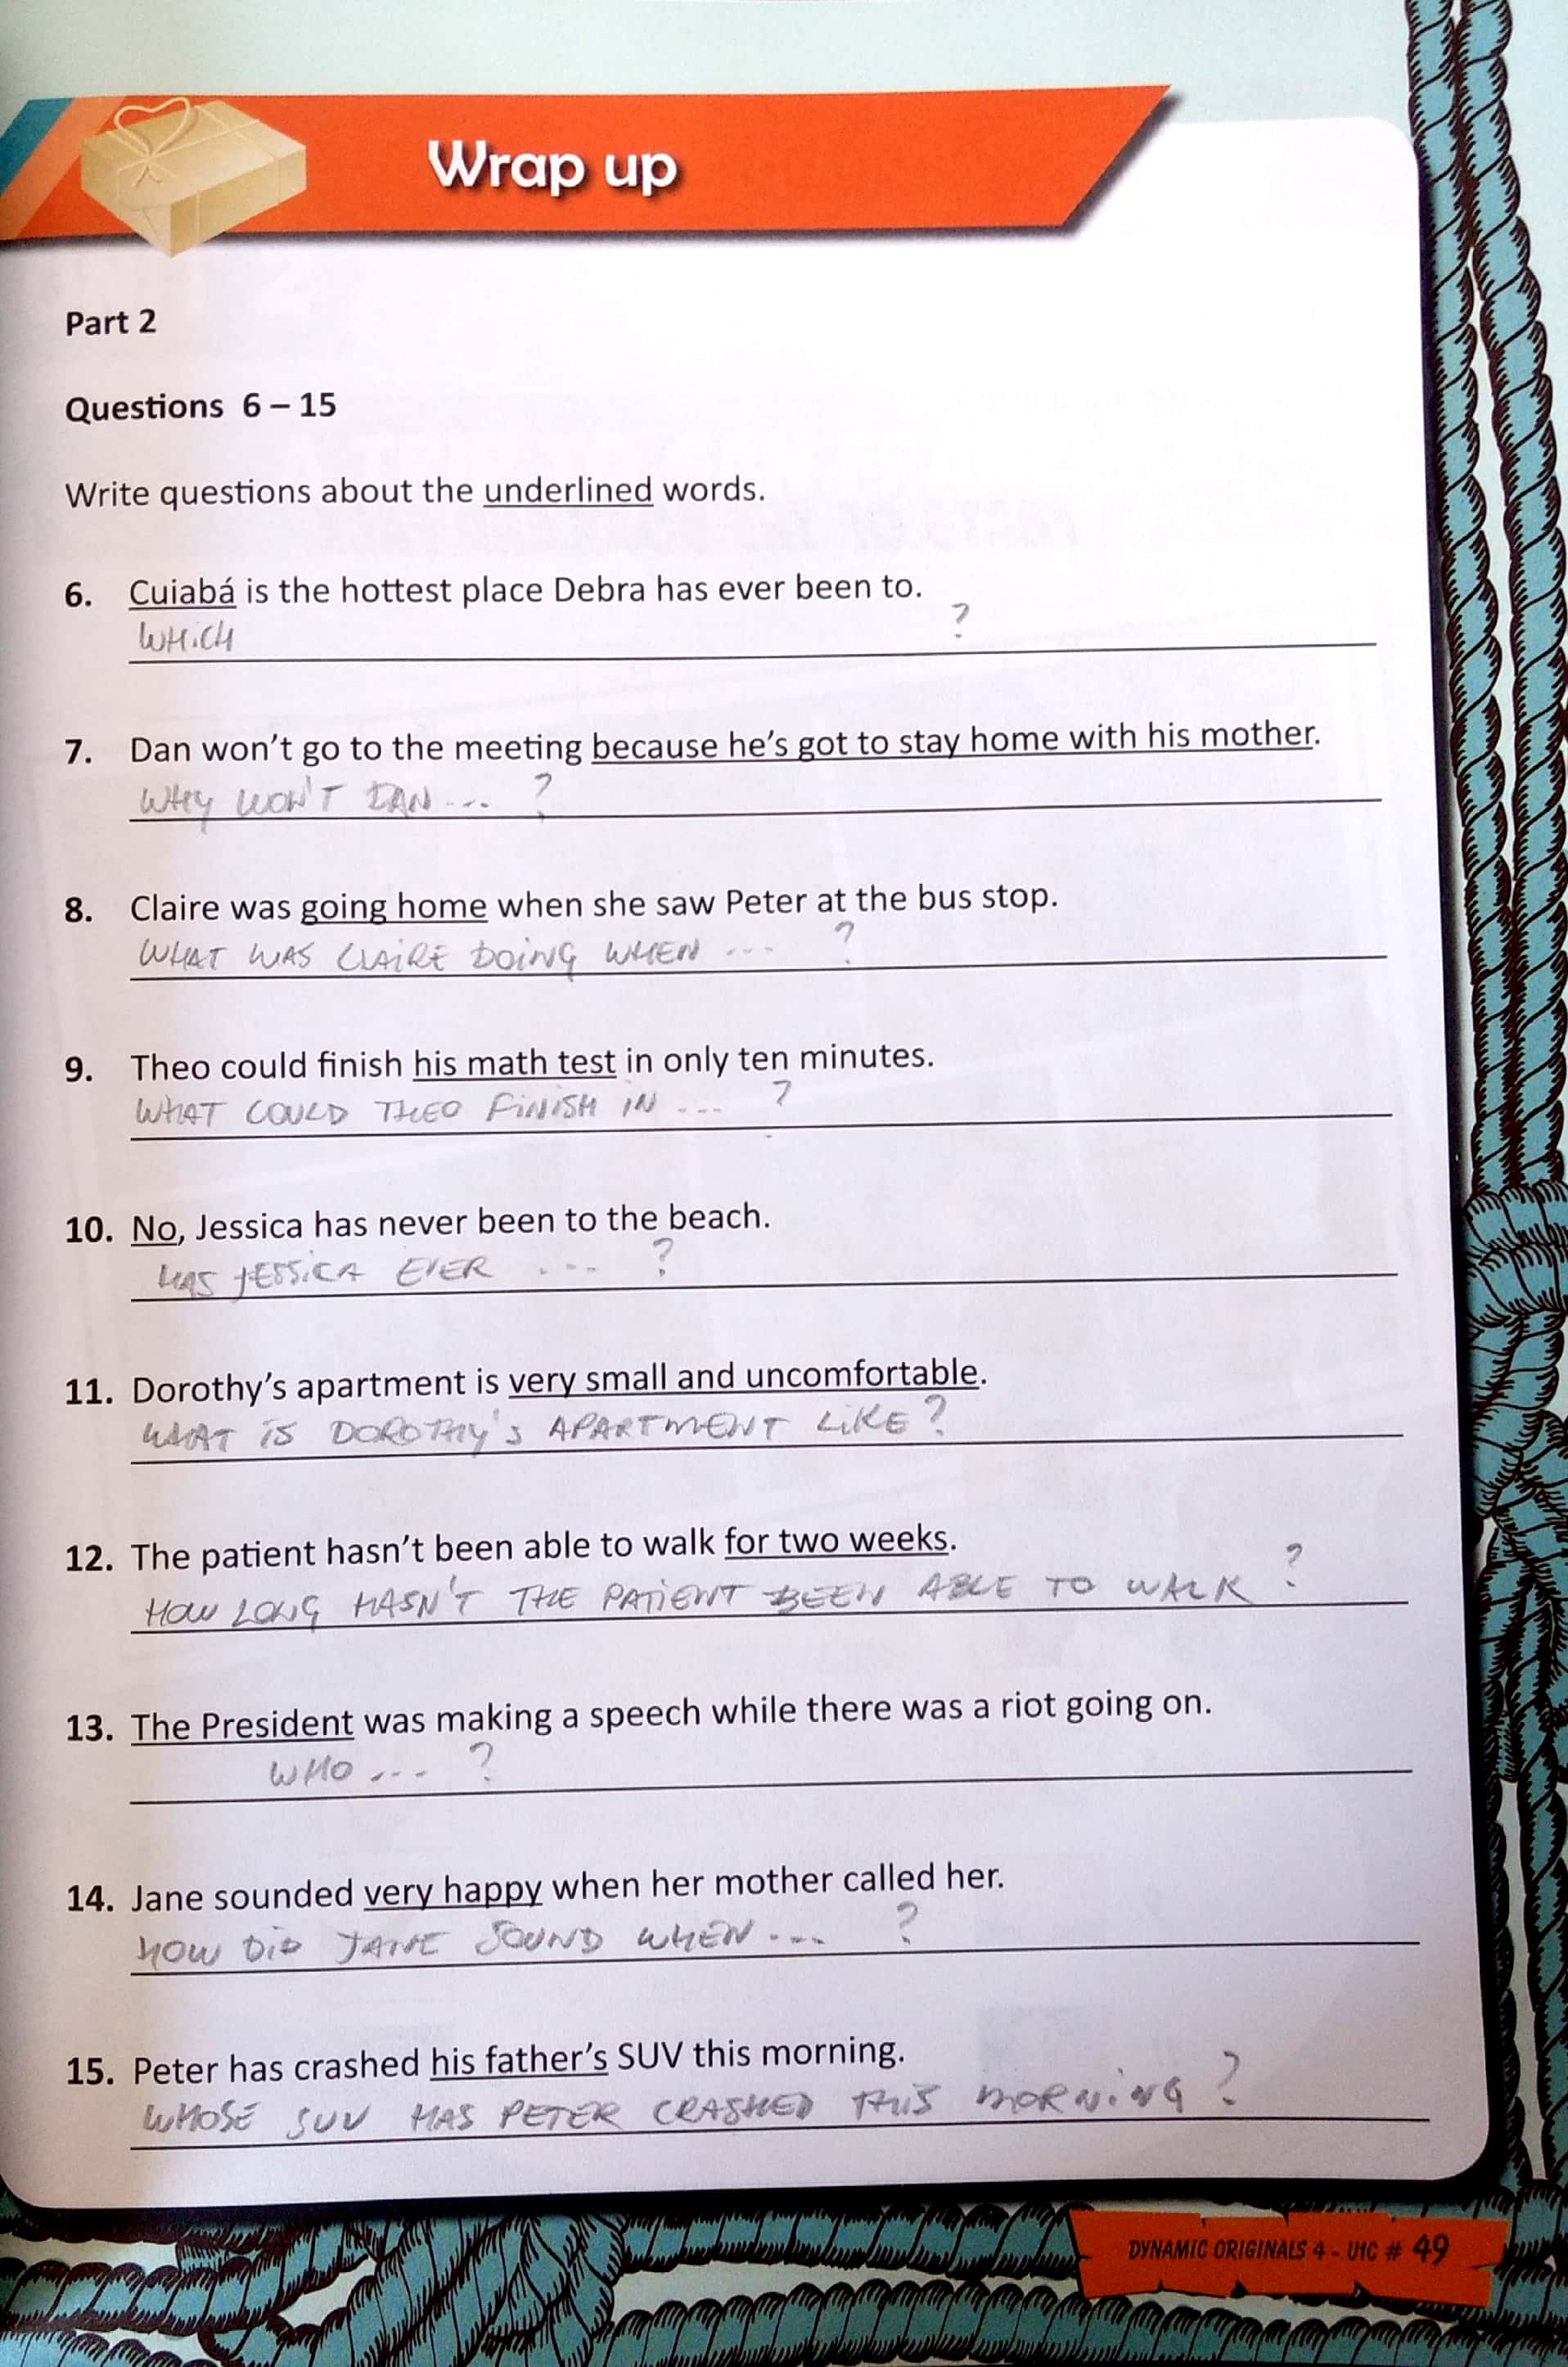 Wrap up
Part 2
Questions 6 – 15
Write questions about the underlined words.
6. Cuiabá is the hottest place Debra has ever been to.
WHICH ?
7. Dan won't go to the meeting because he's got to stay home with his mother.
WHY WON'T DAN ... ?
8. Claire was going home when she saw Peter at the bus stop.
WHAT WAS CLAIRE DOING WHEN ... ?
9. Theo could finish his math test in only ten minutes.
WHAT COULD THEO FINISH IN ... ?
10. No, Jessica has never been to the beach.
HAS JESSICA EVER ... ?
11. Dorothy's apartment is very small and uncomfortable.
WHAT IS DOROTHY'S APARTMENT LIKE?
12. The patient hasn't been able to walk for two weeks.
HOW LONG HASN'T THE PATIENT BEEN ABLE TO WALK ?
13. The President was making a speech while there was a riot going on.
WHO ... ?
14. Jane sounded very happy when her mother called her.
HOW DID JANE SOUND WHEN ... ?
15. Peter has crashed his father's SUV this morning.
WHOSE SUV HAS PETER CRASHED THIS MORNING ?
DYNAMIC ORIGINALS 4 - U1C # 49